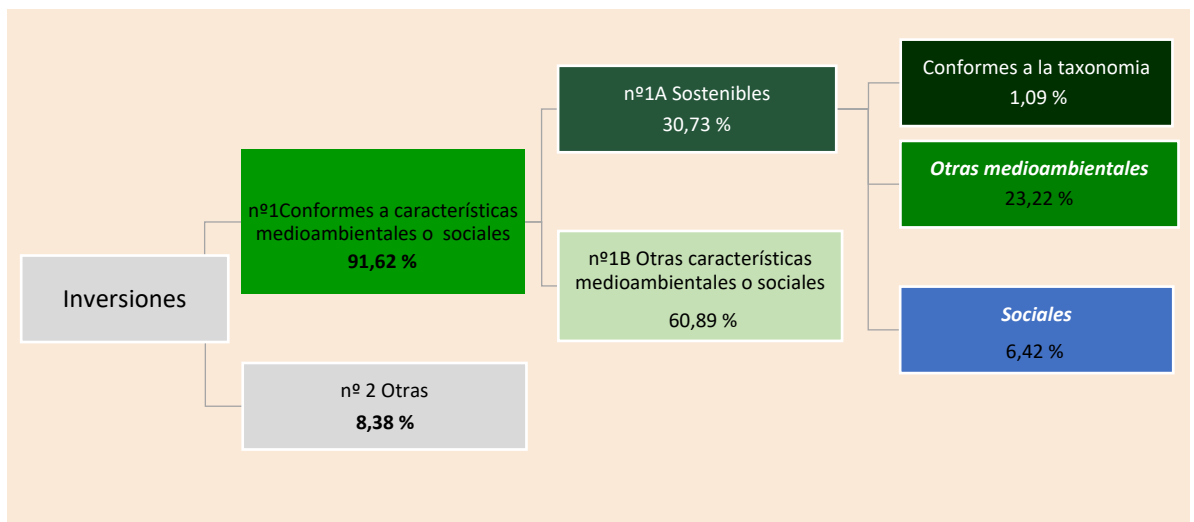 Inversiones
nº1Conformes a características
medioambientales o sociales
91,62 %
nº 2 Otras
8,38 %
nº1A Sostenibles
30,73 %
nº1B Otras características
medioambientales o sociales
60,89 %
Conformes a la taxonomia
1,09 %
Otras medioambientales
23,22 %
Sociales
6,42 %